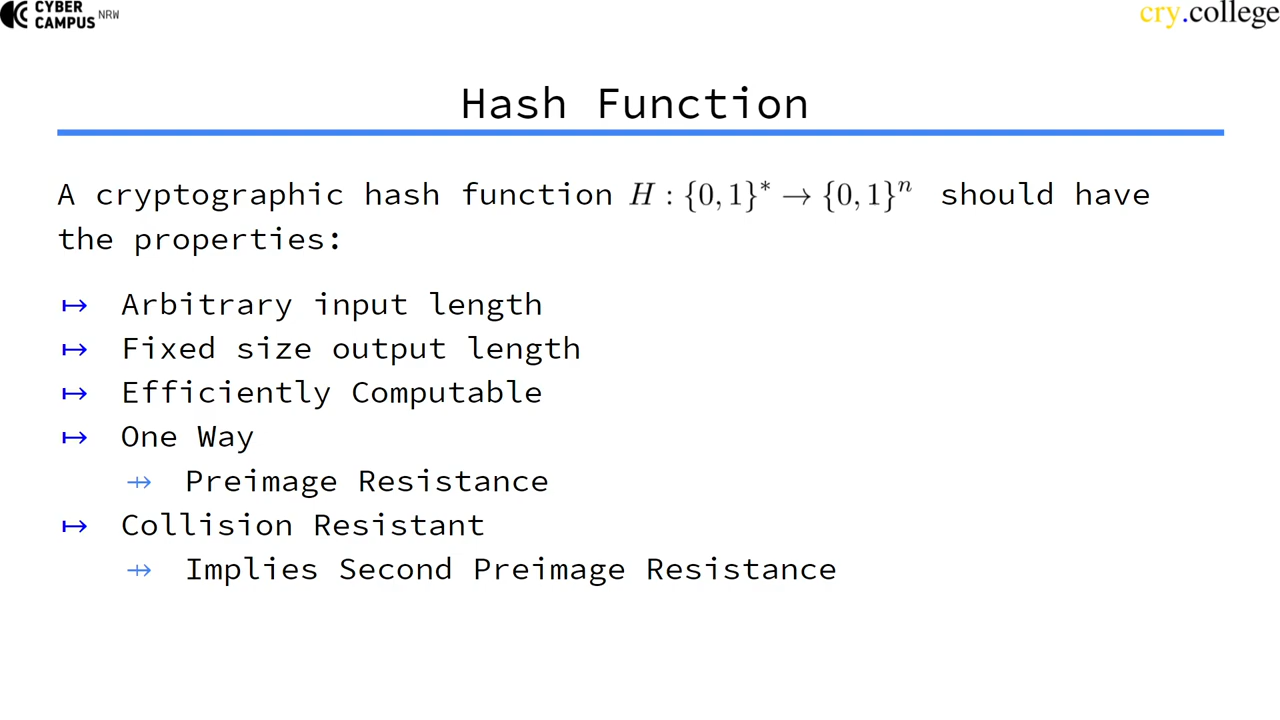 CYBER
CAMPUS NRW
cry.college
Hash Function
A cryptographic hash function H : {0, 1}* → {0, 1}ⁿ should have
the properties:
↦ Arbitrary input length
↦ Fixed size output length
↦ Efficiently Computable
↦ One Way
⇸ Preimage Resistance
↦ Collision Resistant
⇸ Implies Second Preimage Resistance